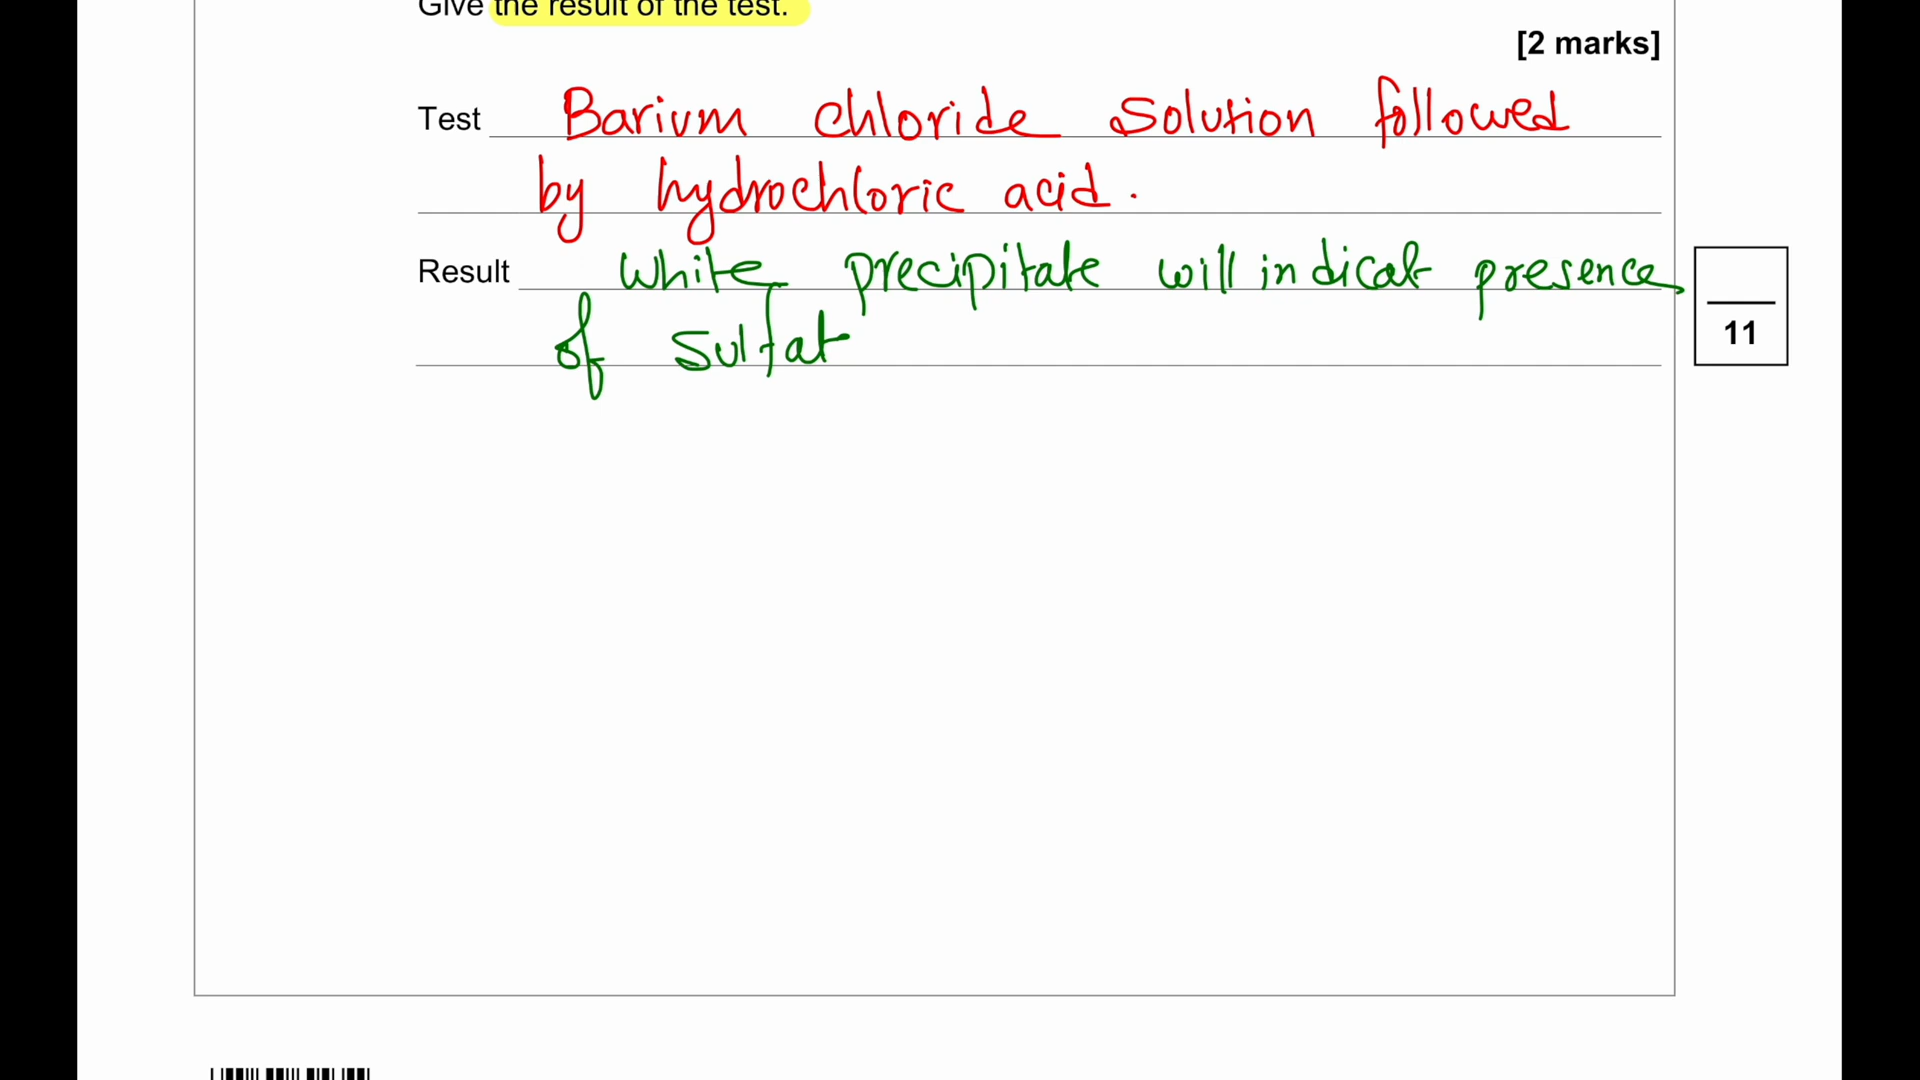 Give the result of the test.
[2 marks]
Test Barium chloride solution followed
by hydrochloric acid.
Result white precipitate will indicat presence
of sulfat
11